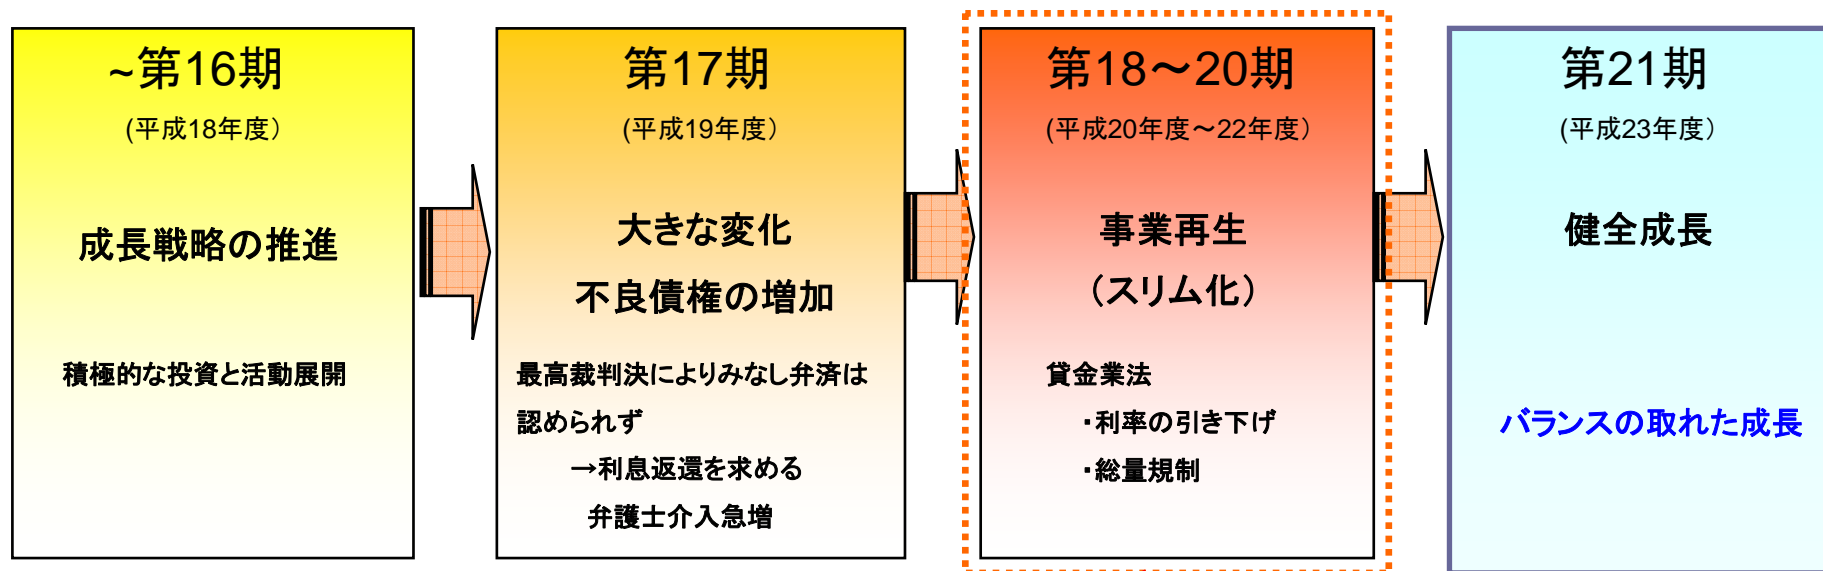 ~第16期
(平成18年度)
成長戦略の推進
積極的な投資と活動展開
第17期
(平成19年度)
大きな変化
不良債権の増加
最高裁判決によりみなし弁済は
認められず
→利息返還を求める
弁護士介入急増
第18～20期
(平成20年度～22年度)
事業再生
(スリム化)
貸金業法
・利率の引き下げ
・総量規制
第21期
(平成23年度)
健全成長
バランスの取れた成長